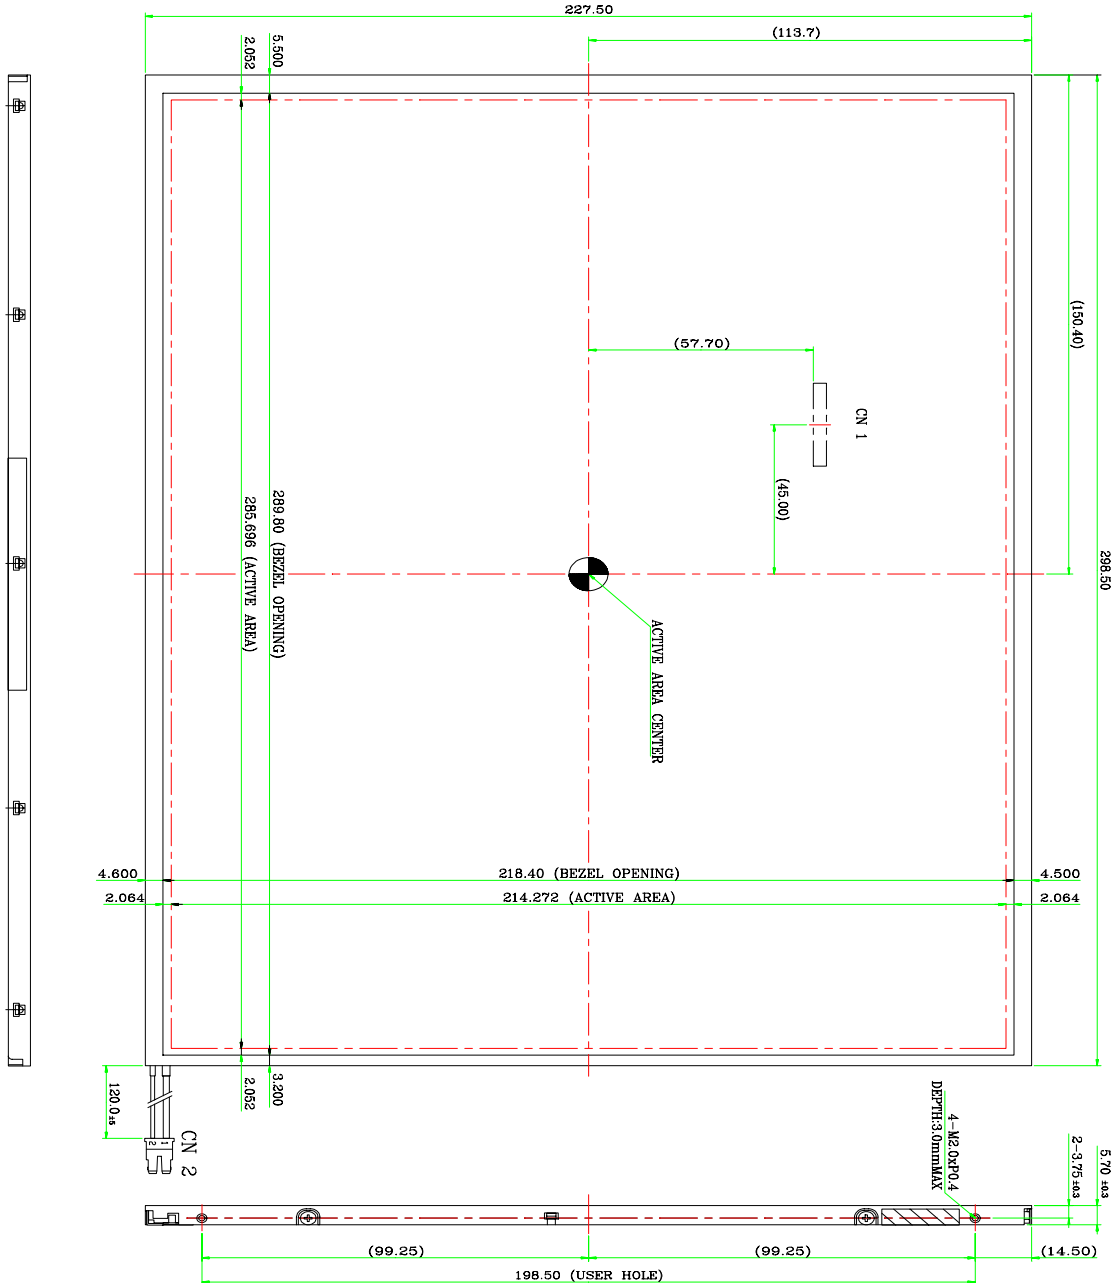 227.50
(113.7)
5.500
2.052
(150.40)
298.50
(57.70)
CN 1
(45.00)
289.80 (BEZEL OPENING)
285.696 (ACTIVE AREA)
ACTIVE AREA CENTER
4.600
218.40 (BEZEL OPENING)
4.500
2.064
214.272 (ACTIVE AREA)
2.064
3.200
2.052
120.0±5
CN 2
1
2
4-M2.0xP0.4
DEPTH:3.0mmMAX
2-3.75 ±0.3
5.70 ±0.3
(99.25)
(99.25)
(14.50)
198.50 (USER HOLE)